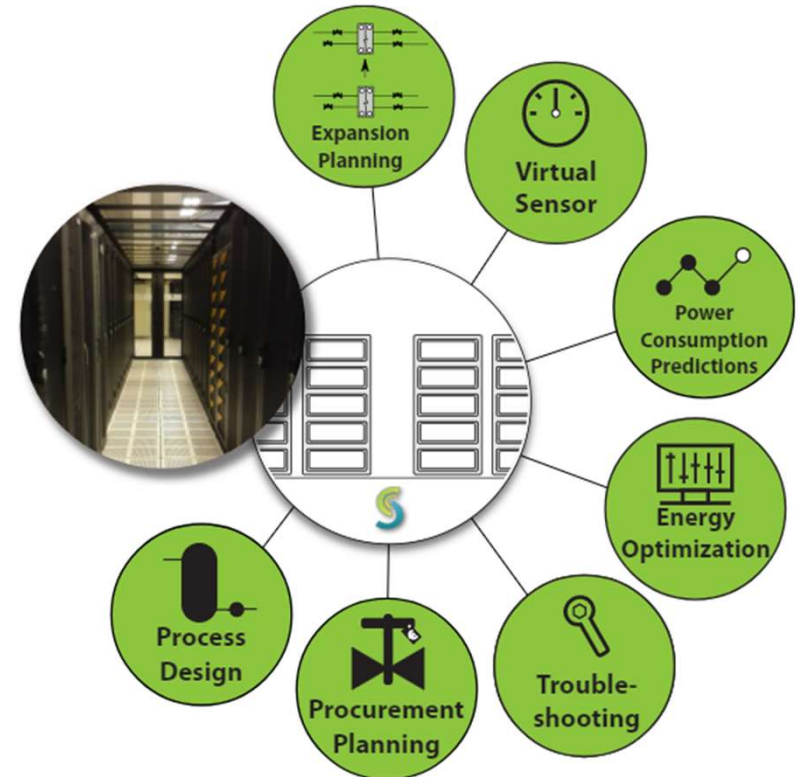 Expansion
Planning
Virtual
Sensor
Power
Consumption
Predictions
Energy
Optimization
Trouble-
shooting
Procurement
Planning
Process
Design